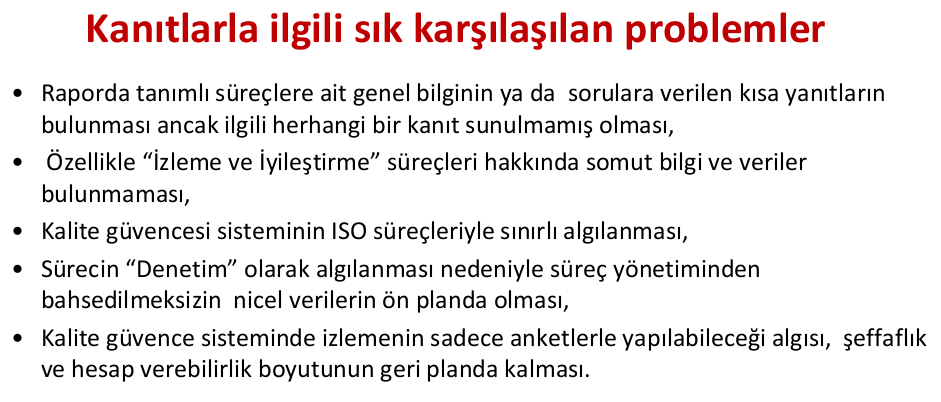 Kanıtlarla ilgili sık karşılaşılan problemler
• Raporda tanımlı süreçlere ait genel bilginin ya da sorulara verilen kısa yanıtların
bulunması ancak ilgili herhangi bir kanıt sunulmamış olması,
• Özellikle “İzleme ve İyileştirme” süreçleri hakkında somut bilgi ve veriler
bulunmaması,
• Kalite güvencesi sisteminin ISO süreçleriyle sınırlı algılanması,
• Sürecin “Denetim” olarak algılanması nedeniyle süreç yönetiminden
bahsedilmeksizin nicel verilerin ön planda olması,
• Kalite güvence sisteminde izlemenin sadece anketlerle yapılabileceği algısı, şeffaflık
ve hesap verebilirlik boyutunun geri planda kalması.